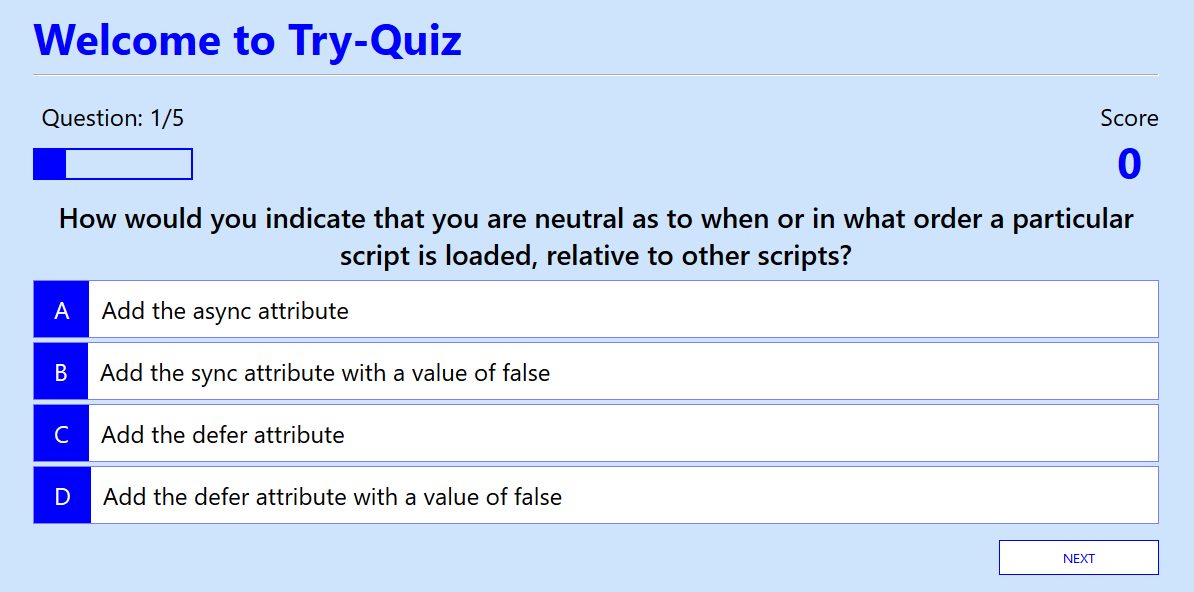 Welcome to Try-Quiz
Question: 1/5
Score
0
How would you indicate that you are neutral as to when or in what order a particular
script is loaded, relative to other scripts?
A Add the async attribute
B Add the sync attribute with a value of false
C Add the defer attribute
D Add the defer attribute with a value of false
NEXT